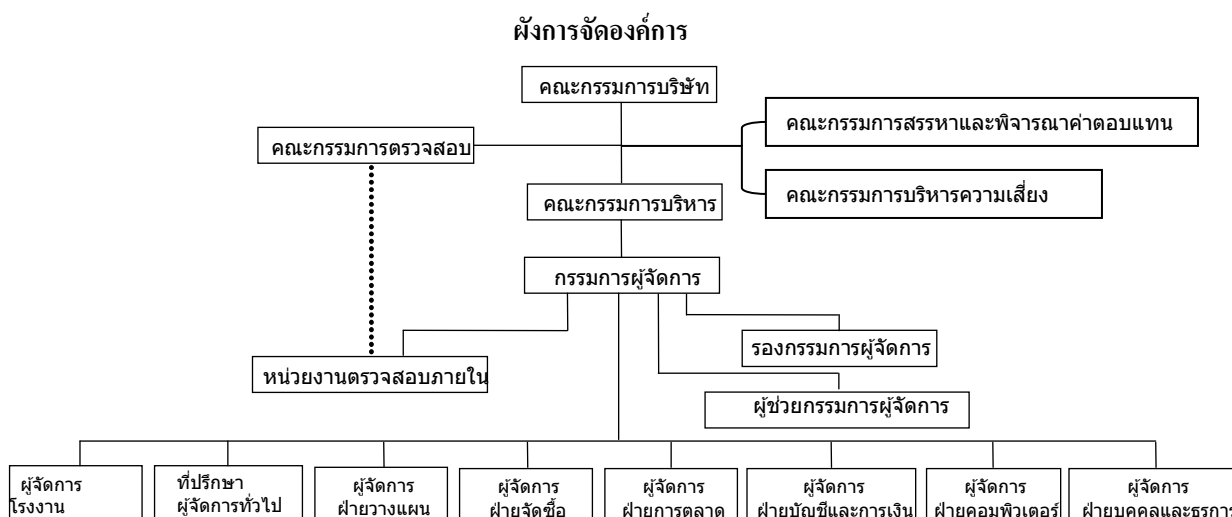 ผังการจัดองค์การ
คณะกรรมการบริษัท
คณะกรรมการสรรหาและพิจารณาค่าตอบแทน
คณะกรรมการตรวจสอบ
คณะกรรมการบริหารความเสี่ยง
คณะกรรมการบริหาร
กรรมการผู้จัดการ
รองกรรมการผู้จัดการ
หน่วยงานตรวจสอบภายใน
ผู้ช่วยกรรมการผู้จัดการ
ผู้จัดการ
โรงงาน
ที่ปรึกษา
ผู้จัดการทั่วไป
ผู้จัดการ
ฝ่ายวางแผน
ผู้จัดการ
ฝ่ายจัดซื้อ
ผู้จัดการ
ฝ่ายการตลาด
ผู้จัดการ
ฝ่ายบัญชีและการเงิน
ผู้จัดการ
ฝ่ายคอมพิวเตอร์
ผู้จัดการ
ฝ่ายบุคคลและธุรการ